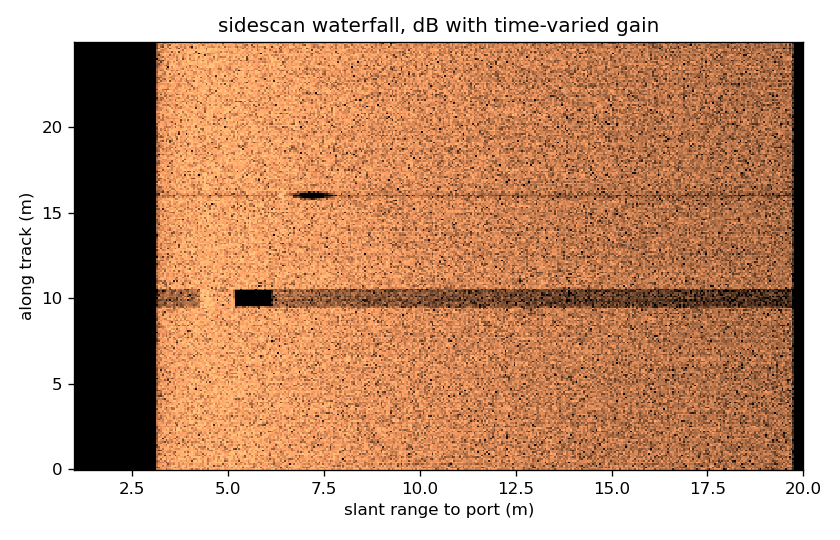 sidescan waterfall, dB with time-varied gain
along track (m)
20
15
10
5
0
2.5 5.0 7.5 10.0 12.5 15.0 17.5 20.0
slant range to port (m)